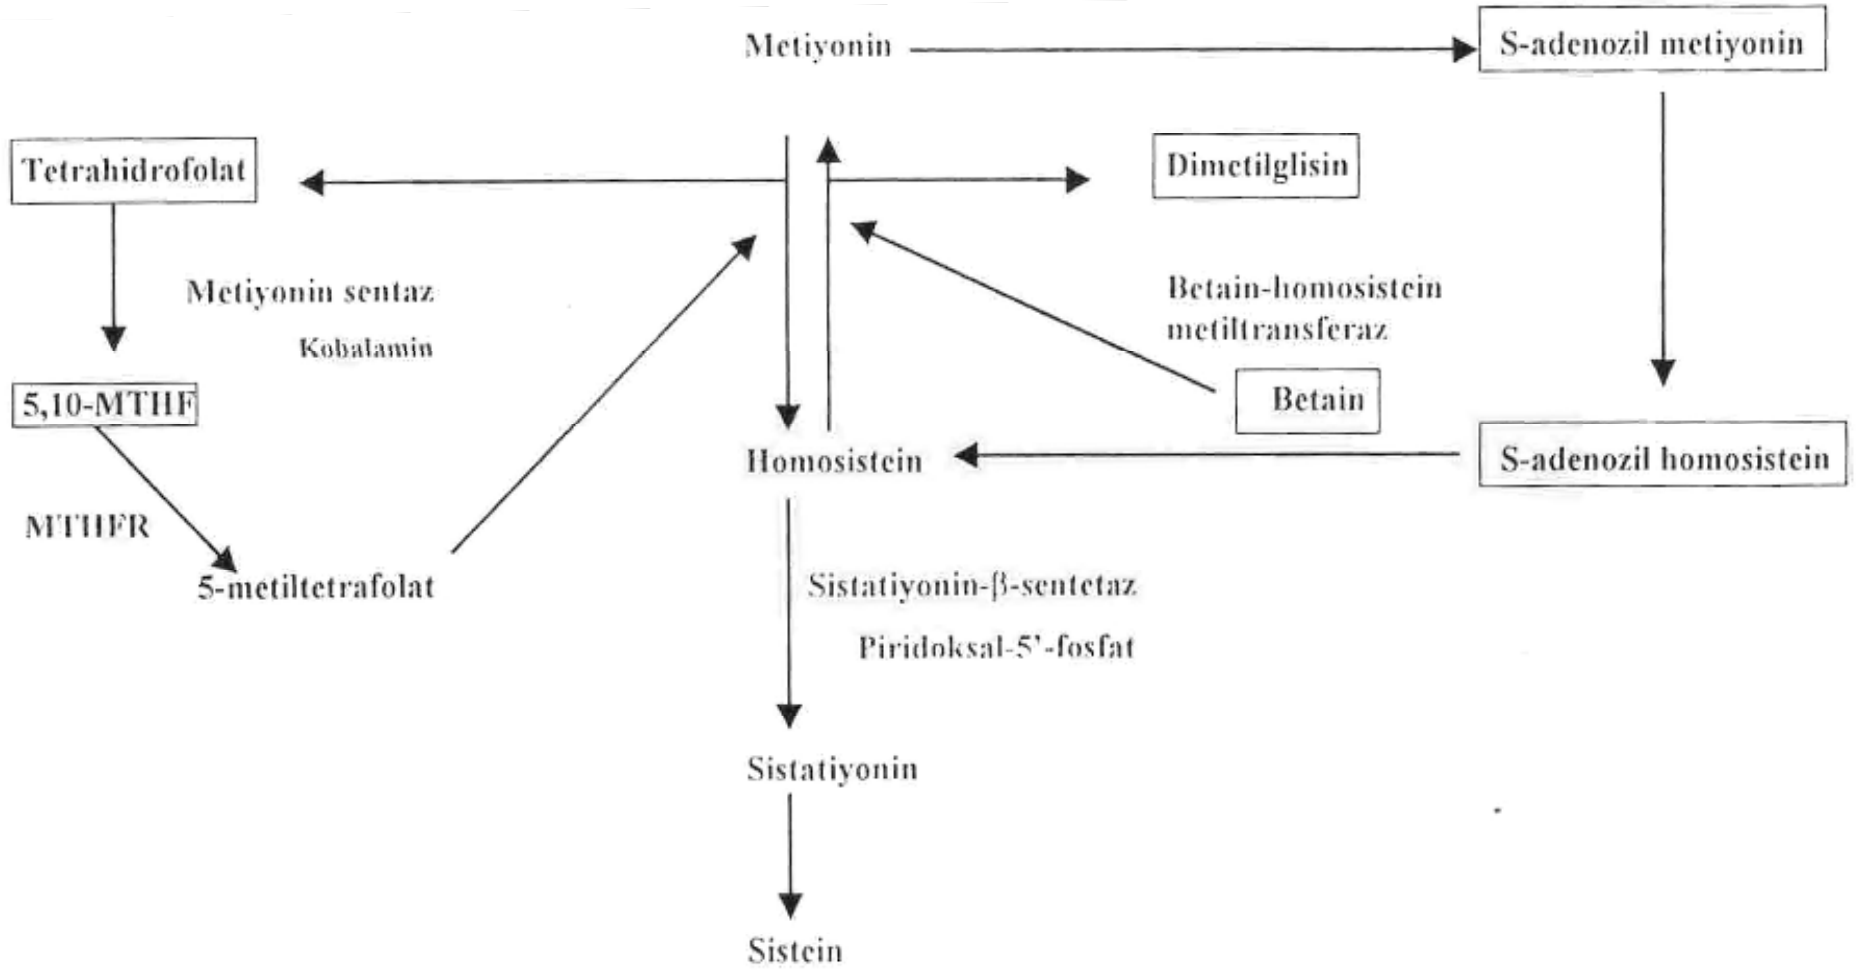 Metiyonin
S-adenozil metiyonin
Tetrahidrofolat
Dimetilglisin
Metiyonin sentaz
Kobalamin
Betain-homosistein
metiltransferaz
5,10-MTHF
Betain
Homosistein
S-adenozil homosistein
MTHFR
5-metiltetrafolat
Sistatiyonin-β-sentetaz
Piridoksal-5'-fosfat
Sistatiyonin
Sistein